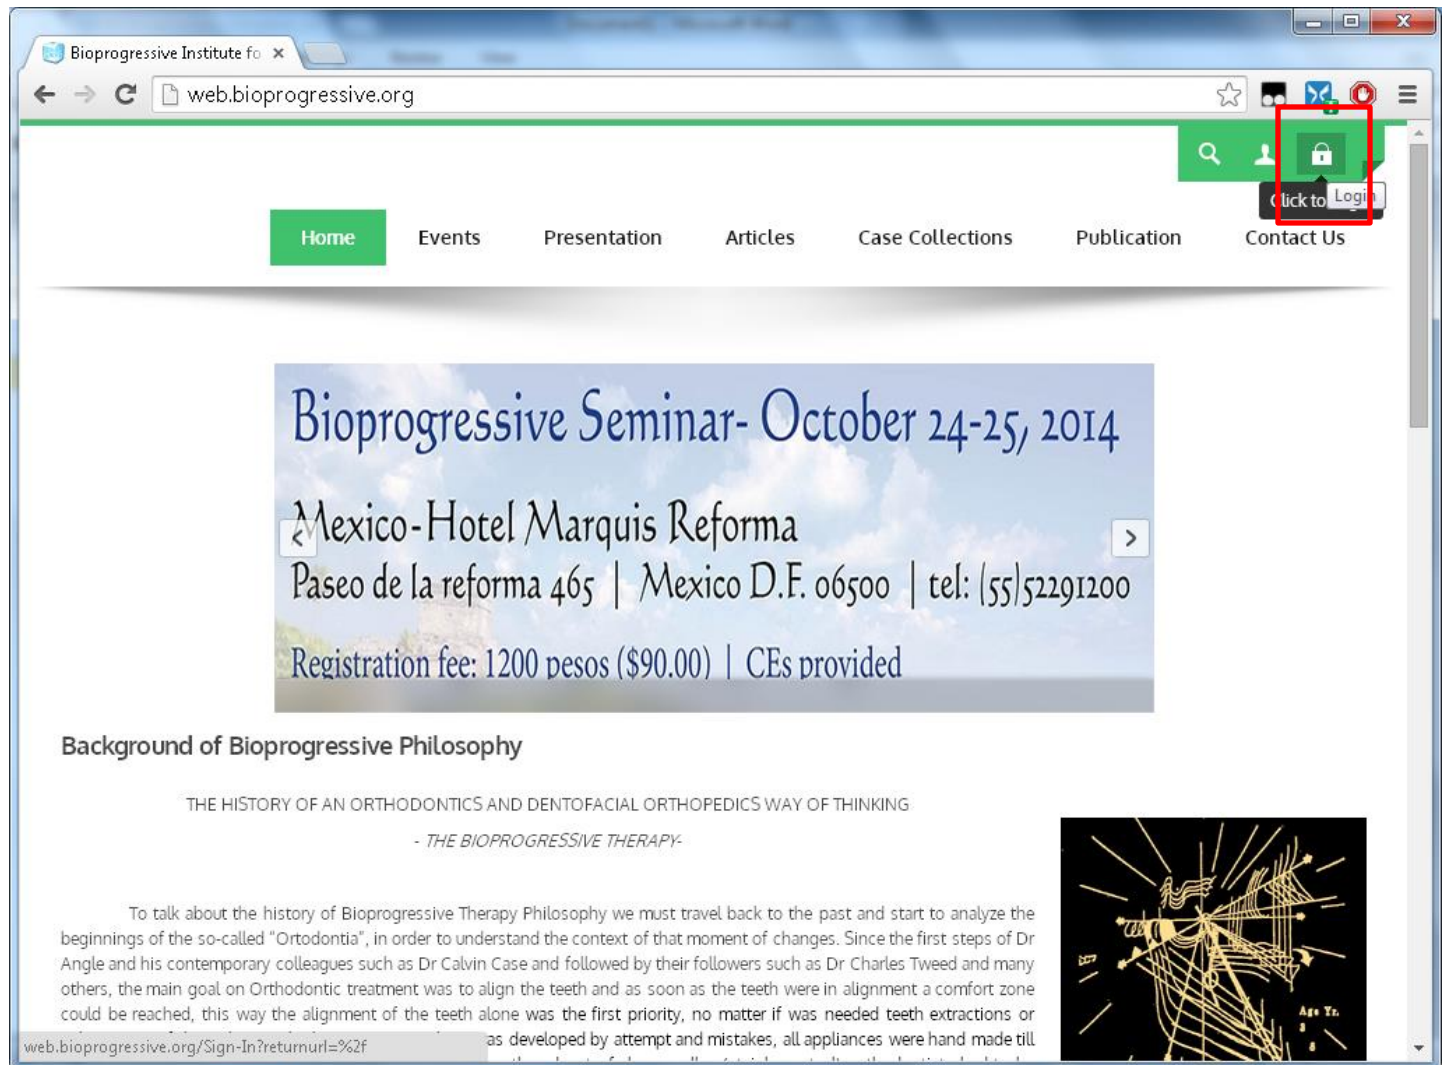 Bioprogressive Institute fo
web.bioprogressive.org
Click to
Login
Home Events Presentation Articles Case Collections Publication Contact Us
Bioprogressive Seminar- October 24-25, 2014
Mexico-Hotel Marquis Reforma
Paseo de la reforma 465 | Mexico D.F. 06500 | tel: (55)52291200
Registration fee: 1200 pesos ($90.00) | CEs provided
Background of Bioprogressive Philosophy
THE HISTORY OF AN ORTHODONTICS AND DENTOFACIAL ORTHOPEDICS WAY OF THINKING
- THE BIOPROGRESSIVE THERAPY-
To talk about the history of Bioprogressive Therapy Philosophy we must travel back to the past and start to analyze the
beginnings of the so-called "Ortodontia", in order to understand the context of that moment of changes. Since the first steps of Dr
Angle and his contemporary colleagues such as Dr Calvin Case and followed by their followers such as Dr Charles Tweed and many
others, the main goal on Orthodontic treatment was to align the teeth and as soon as the teeth were in alignment a comfort zone
could be reached, this way the alignment of the teeth alone was the first priority, no matter if was needed teeth extractions or
as developed by attempt and mistakes, all appliances were hand made till
Age Yr.
3
8
web.bioprogressive.org/Sign-In?returnurl=%2f